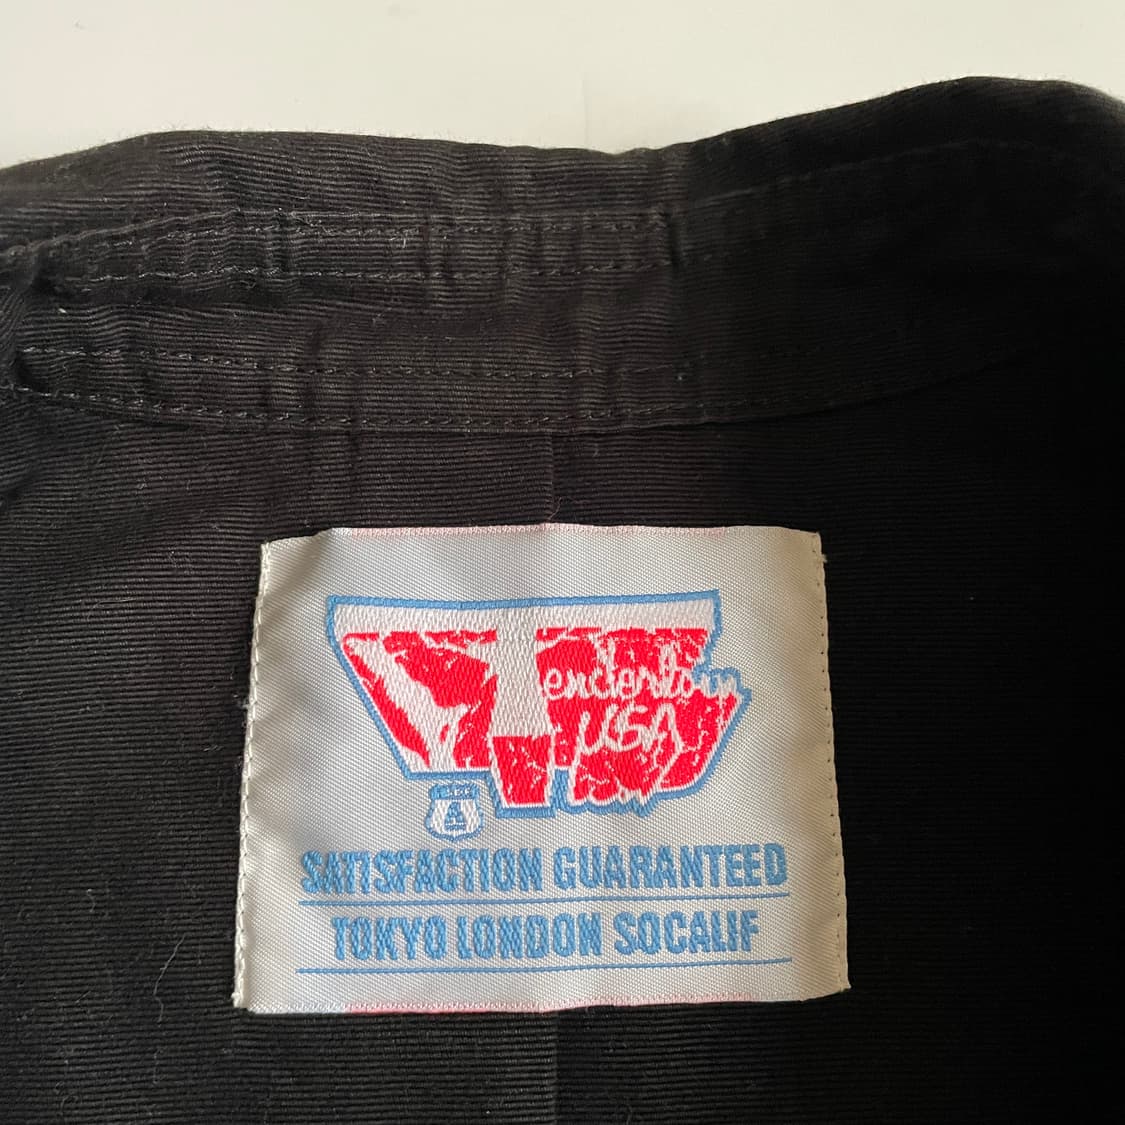 Tenderloin
USA
SATISFACTION GUARANTEED
TOKYO LONDON SOCALIF